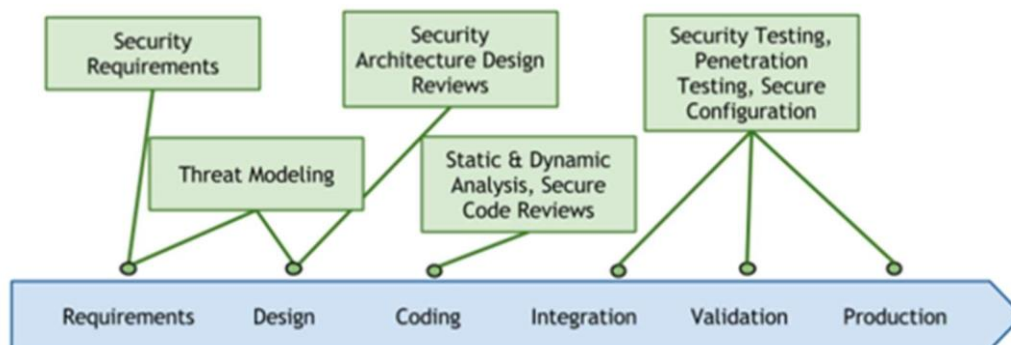 Security
Requirements
Security
Architecture Design
Reviews
Security Testing,
Penetration
Testing, Secure
Configuration
Threat Modeling
Static & Dynamic
Analysis, Secure
Code Reviews
Requirements
Design
Coding
Integration
Validation
Production